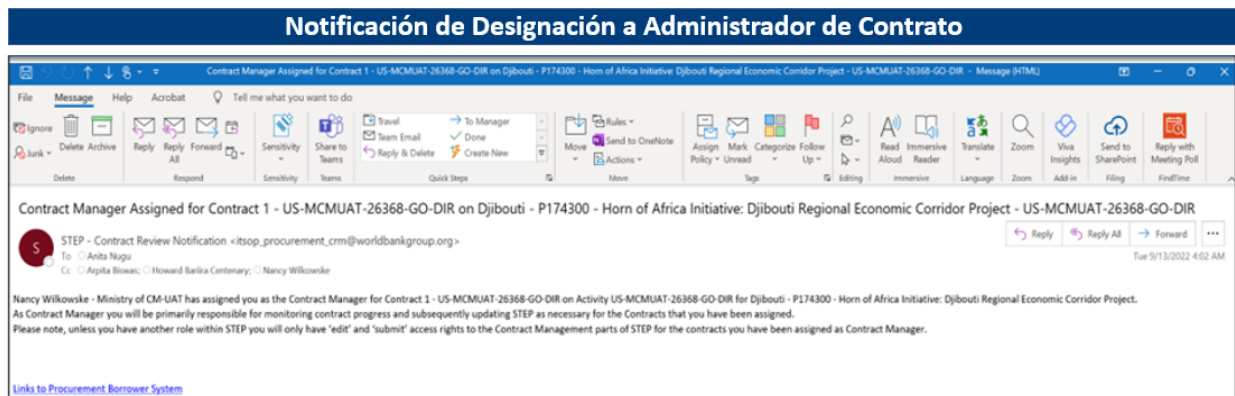 Notificación de Designación a Administrador de Contrato
Contract Manager Assigned for Contract 1 - US-MCMUAT-26368-GO-DIR on Djibouti - P174300 - Horn of Africa Initiative: Djibouti Regional Economic Corridor Project - US-MCMUAT-26368-GO-DIR - Message (HTML)
File Message Help Acrobat Tell me what you want to do
Ignore
Junk
Delete
Archive
Reply
Reply All
Forward
Sensitivity
Share to Teams
Travel
Team Email
Reply & Delete
To Manager
Done
Create New
Move
Rules
Send to OneNote
Actions
Assign Policy
Mark Unread
Categorize
Follow Up
Read Aloud
Immersive Reader
Translate
Zoom
Viva Insights
Send to SharePoint
Reply with Meeting Poll
Delete Respond Sensitivity Teams Quick Steps Move Tags Editing Immersive Language Zoom Add-in Filing FindTime
Contract Manager Assigned for Contract 1 - US-MCMUAT-26368-GO-DIR on Djibouti - P174300 - Horn of Africa Initiative: Djibouti Regional Economic Corridor Project - US-MCMUAT-26368-GO-DIR
S
STEP - Contract Review Notification <itsop_procurement_crm@worldbankgroup.org>
To Anita Nugu
Cc Arpita Biswas; Howard Barira Centenary; Nancy Wilkowske
Reply Reply All Forward
Tue 9/13/2022 4:02 AM
Nancy Wilkowske - Ministry of CM-UAT has assigned you as the Contract Manager for Contract 1 - US-MCMUAT-26368-GO-DIR on Activity US-MCMUAT-26368-GO-DIR for Djibouti - P174300 - Horn of Africa Initiative: Djibouti Regional Economic Corridor Project.
As Contract Manager you will be primarily responsible for monitoring contract progress and subsequently updating STEP as necessary for the Contracts that you have been assigned.
Please note, unless you have another role within STEP you will only have 'edit' and 'submit' access rights to the Contract Management parts of STEP for the contracts you have been assigned as Contract Manager.
Links to Procurement Borrower System